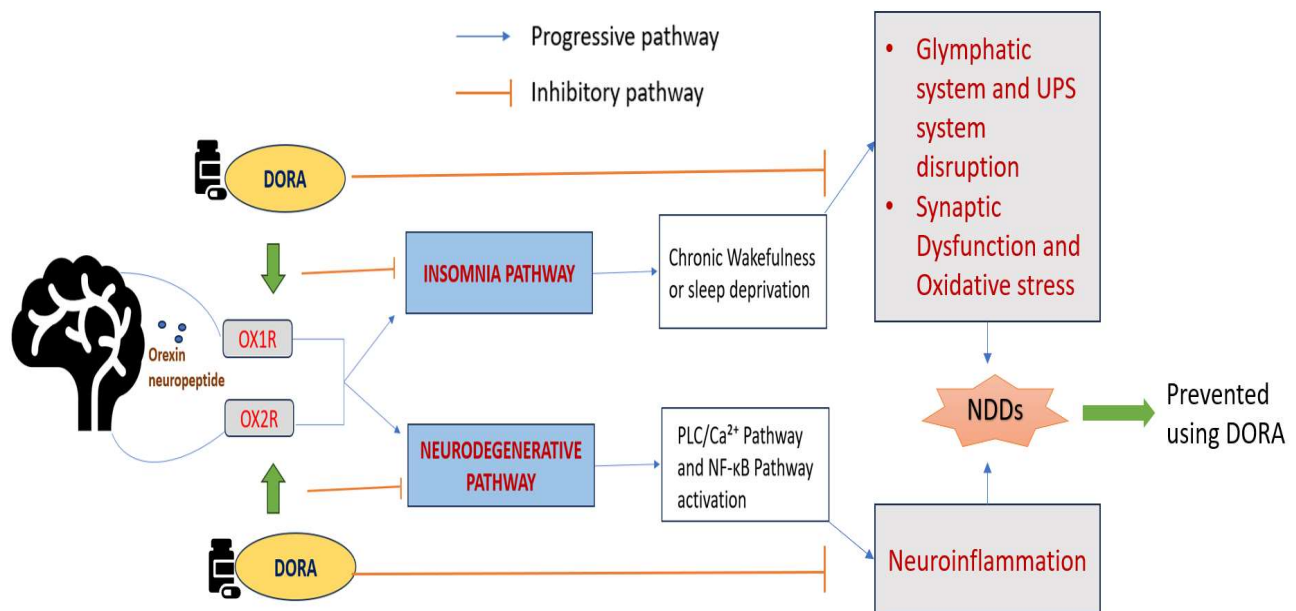 Progressive pathway
Inhibitory pathway
• Glymphatic
system and UPS
system
disruption
• Synaptic
Dysfunction and
Oxidative stress
DORA
INSOMNIA PATHWAY
Chronic Wakefulness
or sleep deprivation
Orexin
neuropeptide
OX1R
OX2R
NEURODEGENERATIVE
PATHWAY
PLC/Ca²⁺ Pathway
and NF-κB Pathway
activation
NDDs
Prevented
using DORA
DORA
Neuroinflammation